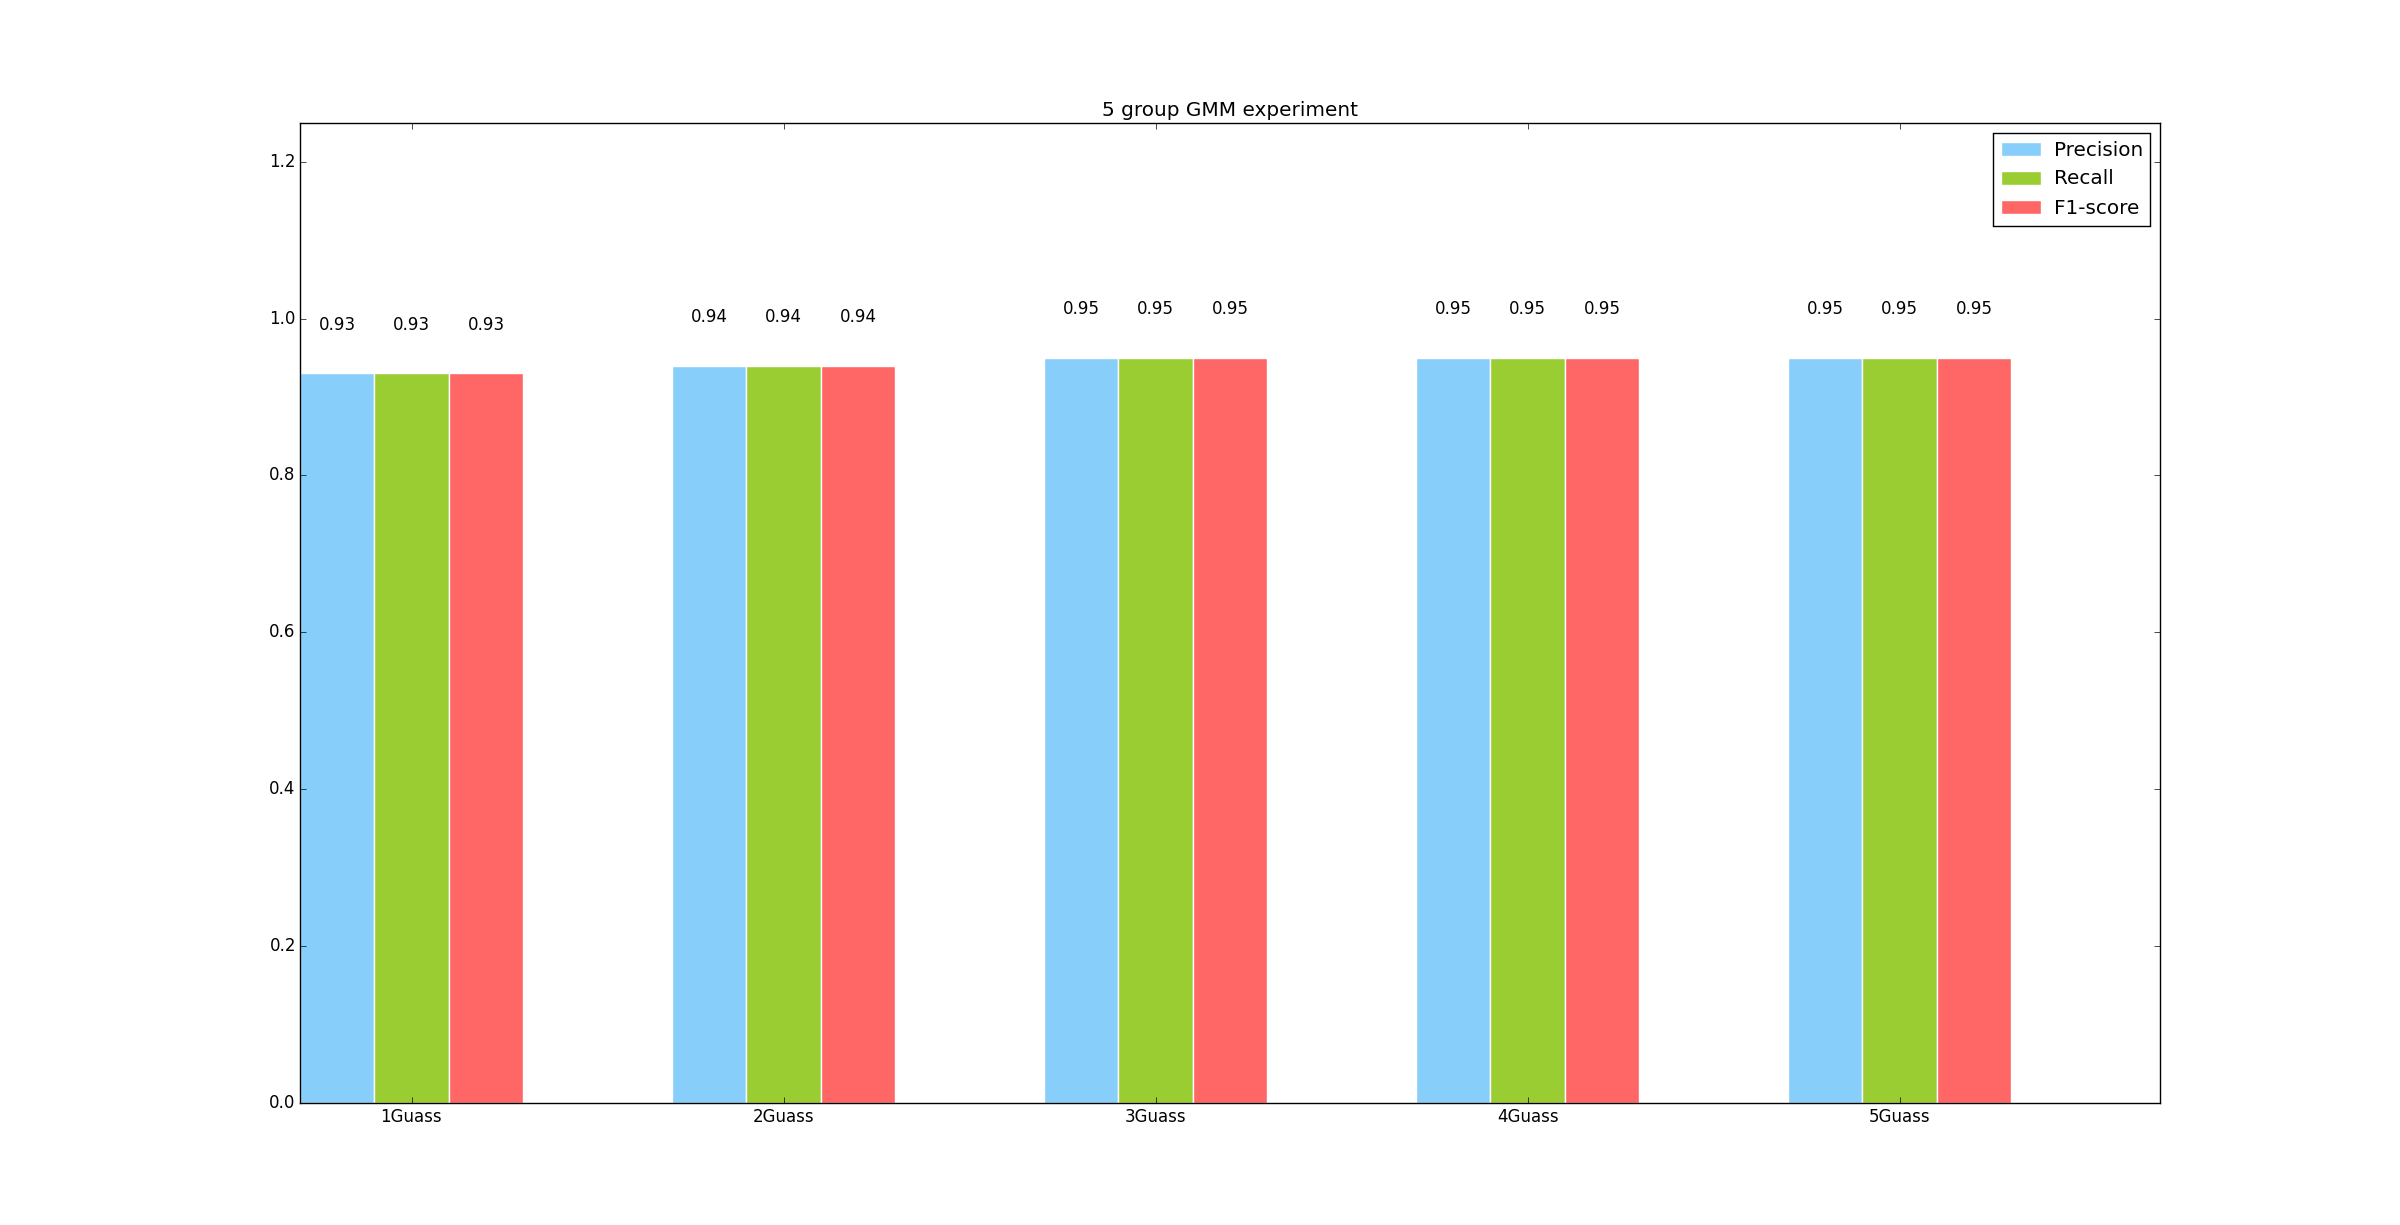 5 group GMM experiment
Precision
Recall
F1-score
1.2
1.0
0.8
0.6
0.4
0.2
0.0
0.93 0.93 0.93
0.94 0.94 0.94
0.95 0.95 0.95
0.95 0.95 0.95
0.95 0.95 0.95
1Guass 2Guass 3Guass 4Guass 5Guass